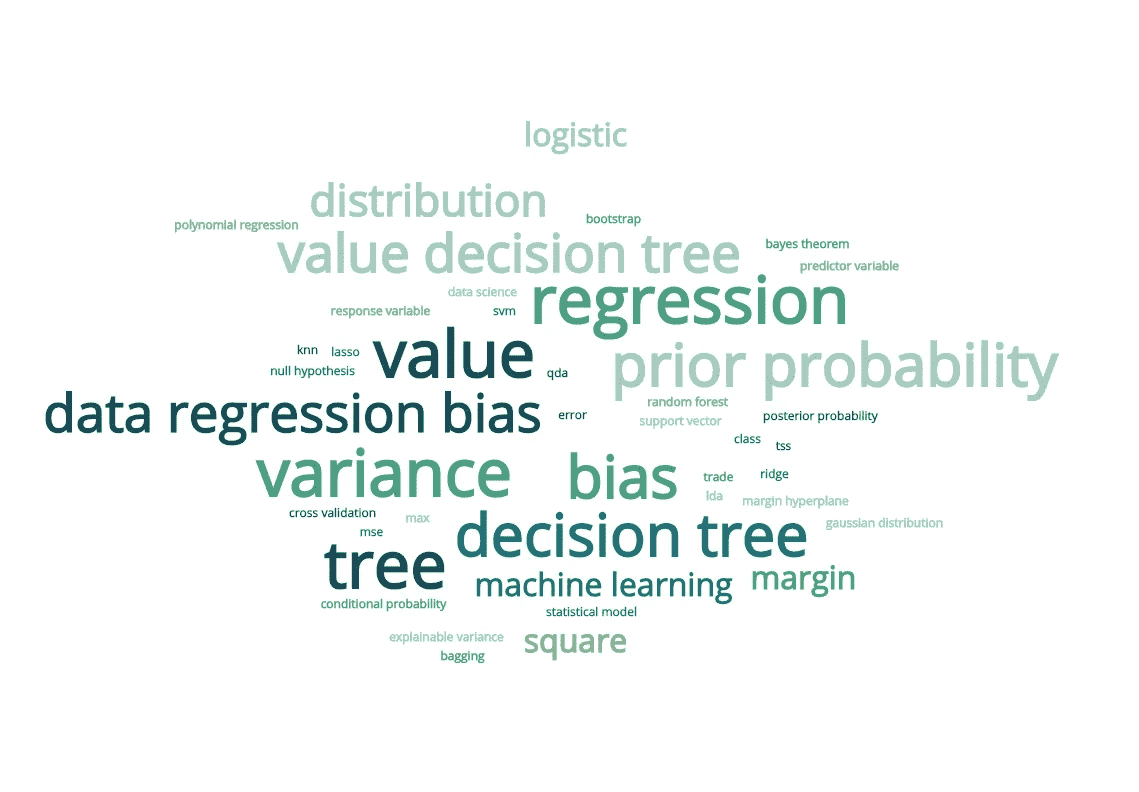 logistic
distribution
bootstrap
polynomial regression
value decision tree
bayes theorem
predictor variable
data science
regression
response variable
svm
knn
lasso
value
null hypothesis
qda
prior probability
random forest
data regression bias
error
support vector
posterior probability
class
tss
variance
bias
trade
ridge
lda
margin hyperplane
cross validation
max
gaussian distribution
mse
decision tree
tree
machine learning
margin
conditional probability
statistical model
explainable variance
square
bagging